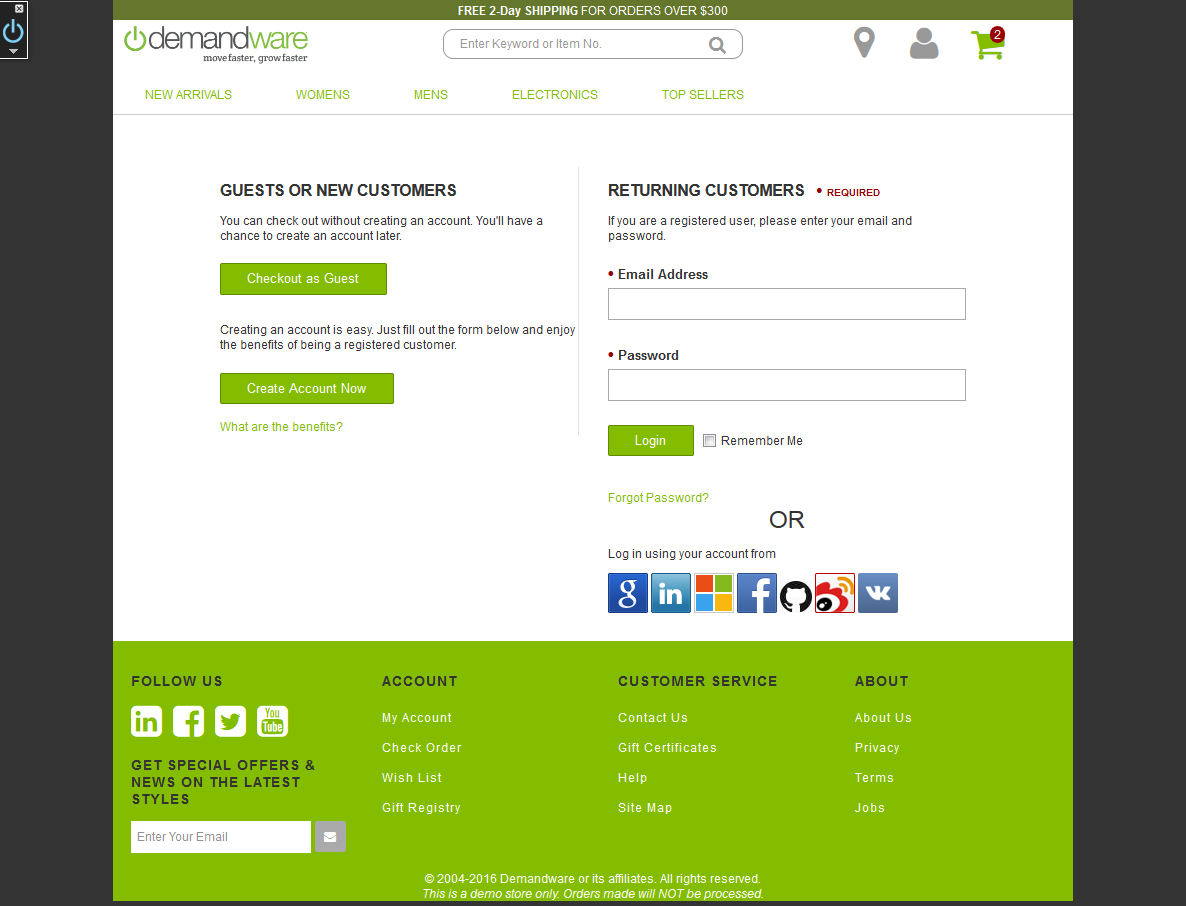 FREE 2-Day SHIPPING FOR ORDERS OVER $300
demandware
move faster, grow faster
Enter Keyword or Item No.
2
NEW ARRIVALS WOMENS MENS ELECTRONICS TOP SELLERS
GUESTS OR NEW CUSTOMERS
You can check out without creating an account. You'll have a
chance to create an account later.
Checkout as Guest
Creating an account is easy. Just fill out the form below and enjoy
the benefits of being a registered customer.
Create Account Now
What are the benefits?
RETURNING CUSTOMERS • REQUIRED
If you are a registered user, please enter your email and
password.
• Email Address
• Password
Login Remember Me
Forgot Password?
OR
Log in using your account from
g in f VK
FOLLOW US
in f You Tube
GET SPECIAL OFFERS &
NEWS ON THE LATEST
STYLES
Enter Your Email
ACCOUNT
My Account
Check Order
Wish List
Gift Registry
CUSTOMER SERVICE
Contact Us
Gift Certificates
Help
Site Map
ABOUT
About Us
Privacy
Terms
Jobs
© 2004-2016 Demandware or its affiliates. All rights reserved.
This is a demo store only. Orders made will NOT be processed.